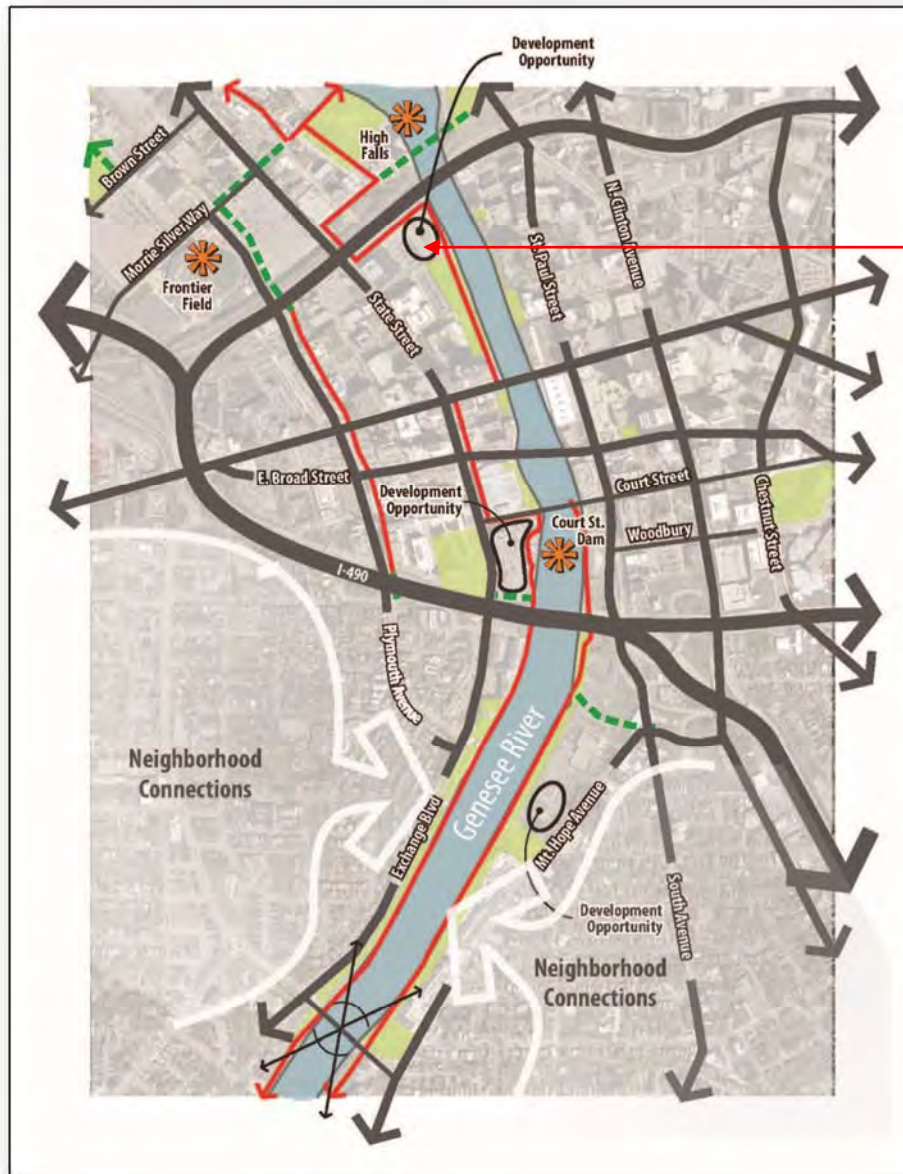 Development
Opportunity
High
Falls
Brown Street
Morrie Silver Way
Frontier
Field
State Street
St. Paul Street
N. Clinton Avenue
E. Broad Street
Development
Opportunity
Court St.
Dam
Court Street
Woodbury
Chestnut Street
I-490
Plymouth Avenue
Neighborhood
Connections
Genesee River
Exchange Blvd
Mt. Hope Avenue
South Avenue
Development
Opportunity
Neighborhood
Connections